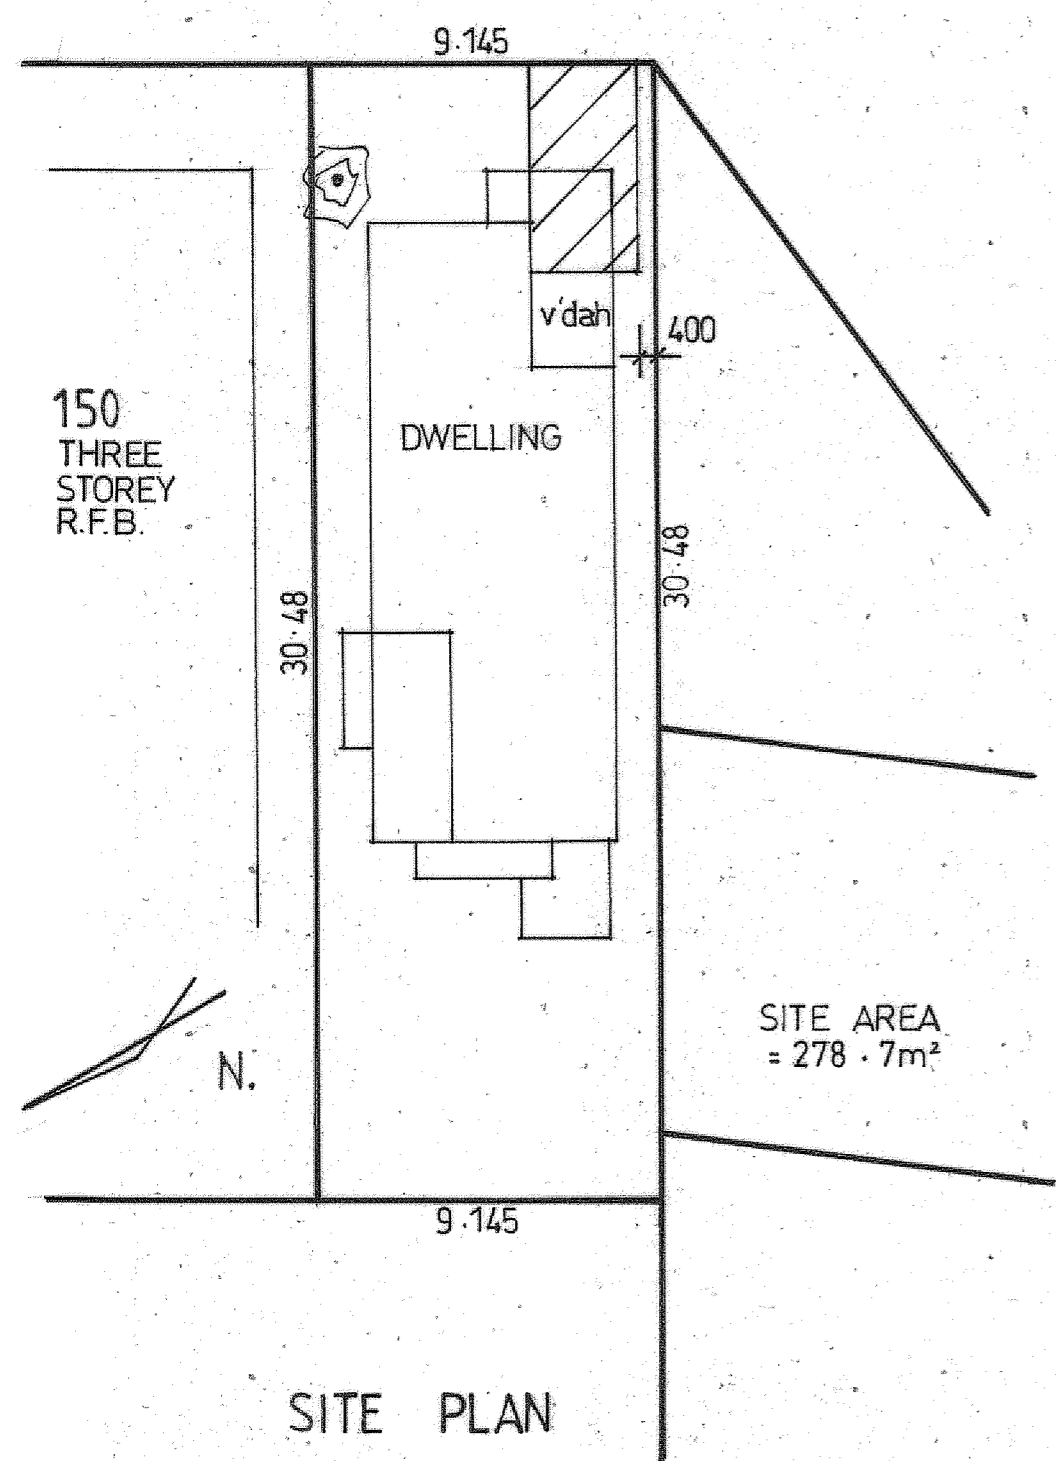 9.145
v'dah
400
150
THREE
STOREY
R.F.B.
DWELLING
30.48
30.48
SITE AREA
= 278.7m²
N.
9.145
SITE PLAN